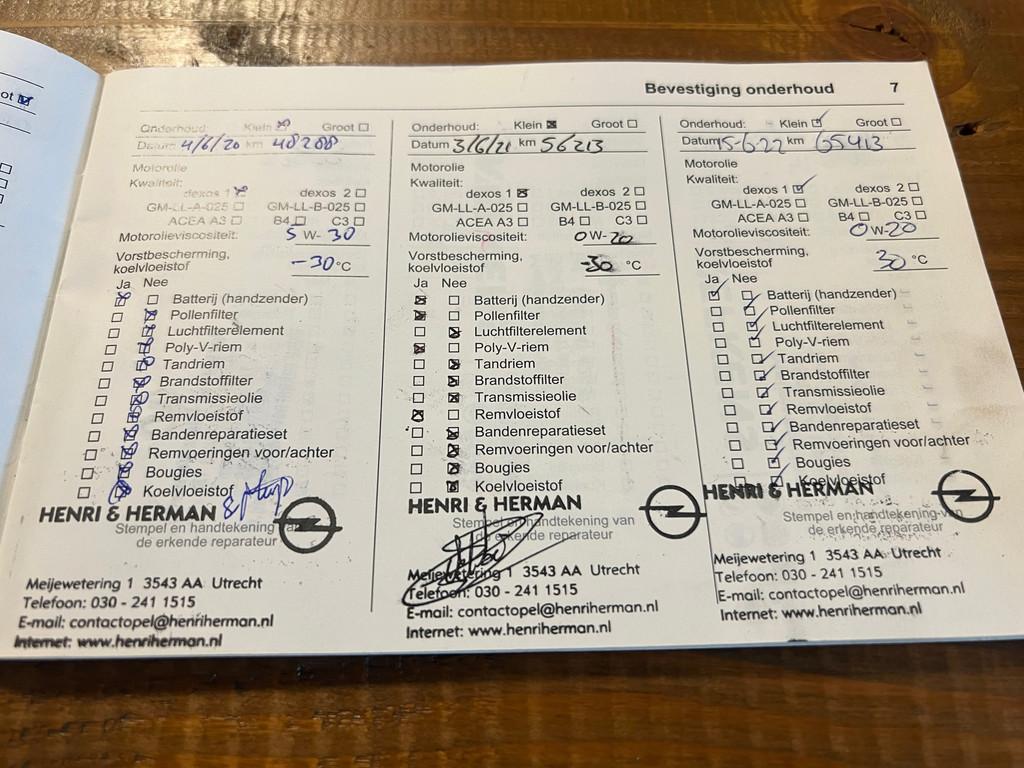 ot ☑
Bevestiging onderhoud 7
Onderhoud: Klein ☒ Groot ☐
Datum 4/6/20 km 48288
Motorolie
Kwaliteit:
dexos 1 ☒ dexos 2 ☐
GM-LL-A-025 ☐ GM-LL-B-025 ☐
ACEA A3 ☐ B4 ☐ C3 ☐
Motorolieviscositeit: 5 W- 30
Vorstbescherming,
koelvloeistof -30 °C
Ja Nee
☒ ☐ Batterij (handzender)
☐ ☒ Pollenfilter
☐ ☒ Luchtfilterelement
☐ ☒ Poly-V-riem
☐ ☒ Tandriem
☐ ☒ Brandstoffilter
☐ ☒ Transmissieolie
☐ ☒ Remvloeistof
☐ ☒ Bandenreparatieset
☐ ☒ Remvoeringen voor/achter
☐ ☒ Bougies
☐ ☒ Koelvloeistof
HENRI & HERMAN
Stempel en handtekening van
de erkende reparateur
Meijewetering 1 3543 AA Utrecht
Telefoon: 030 - 241 1515
E-mail: contactopel@henriherman.nl
Internet: www.henriherman.nl
Onderhoud: Klein ☒ Groot ☐
Datum 3/6/21 km 56213
Motorolie
Kwaliteit:
dexos 1 ☒ dexos 2 ☐
GM-LL-A-025 ☐ GM-LL-B-025 ☐
ACEA A3 ☐ B4 ☐ C3 ☐
Motorolieviscositeit: 0 W- 20
Vorstbescherming,
koelvloeistof -30 °C
Ja Nee
☒ ☐ Batterij (handzender)
☒ ☐ Pollenfilter
☐ ☒ Luchtfilterelement
☒ ☐ Poly-V-riem
☐ ☒ Tandriem
☐ ☒ Brandstoffilter
☐ ☒ Transmissieolie
☒ ☐ Remvloeistof
☐ ☒ Bandenreparatieset
☐ ☒ Remvoeringen voor/achter
☐ ☒ Bougies
☐ ☒ Koelvloeistof
HENRI & HERMAN
Stempel en handtekening van
de erkende reparateur
Meijewetering 1 3543 AA Utrecht
Telefoon: 030 - 241 1515
E-mail: contactopel@henriherman.nl
Internet: www.henriherman.nl
Onderhoud: Klein ☑ Groot ☐
Datum 15-6-22 km 65413
Motorolie
Kwaliteit:
dexos 1 ☑ dexos 2 ☐
GM-LL-A-025 ☐ GM-LL-B-025 ☐
ACEA A3 ☐ B4 ☐ C3 ☐
Motorolieviscositeit: 0 W-20
Vorstbescherming,
koelvloeistof 30 °C
Ja Nee
☑ ☐ Batterij (handzender)
☐ ☑ Pollenfilter
☐ ☑ Luchtfilterelement
☐ ☑ Poly-V-riem
☐ ☑ Tandriem
☐ ☑ Brandstoffilter
☐ ☑ Transmissieolie
☐ ☑ Remvloeistof
☐ ☑ Bandenreparatieset
☐ ☑ Remvoeringen voor/achter
☐ ☑ Bougies
☐ ☑ Koelvloeistof
HENRI & HERMAN
Stempel en handtekening van
de erkende reparateur
Meijewetering 1 3543 AA Utrecht
Telefoon: 030 - 241 1515
E-mail: contactopel@henriherman.nl
Internet: www.henriherman.nl